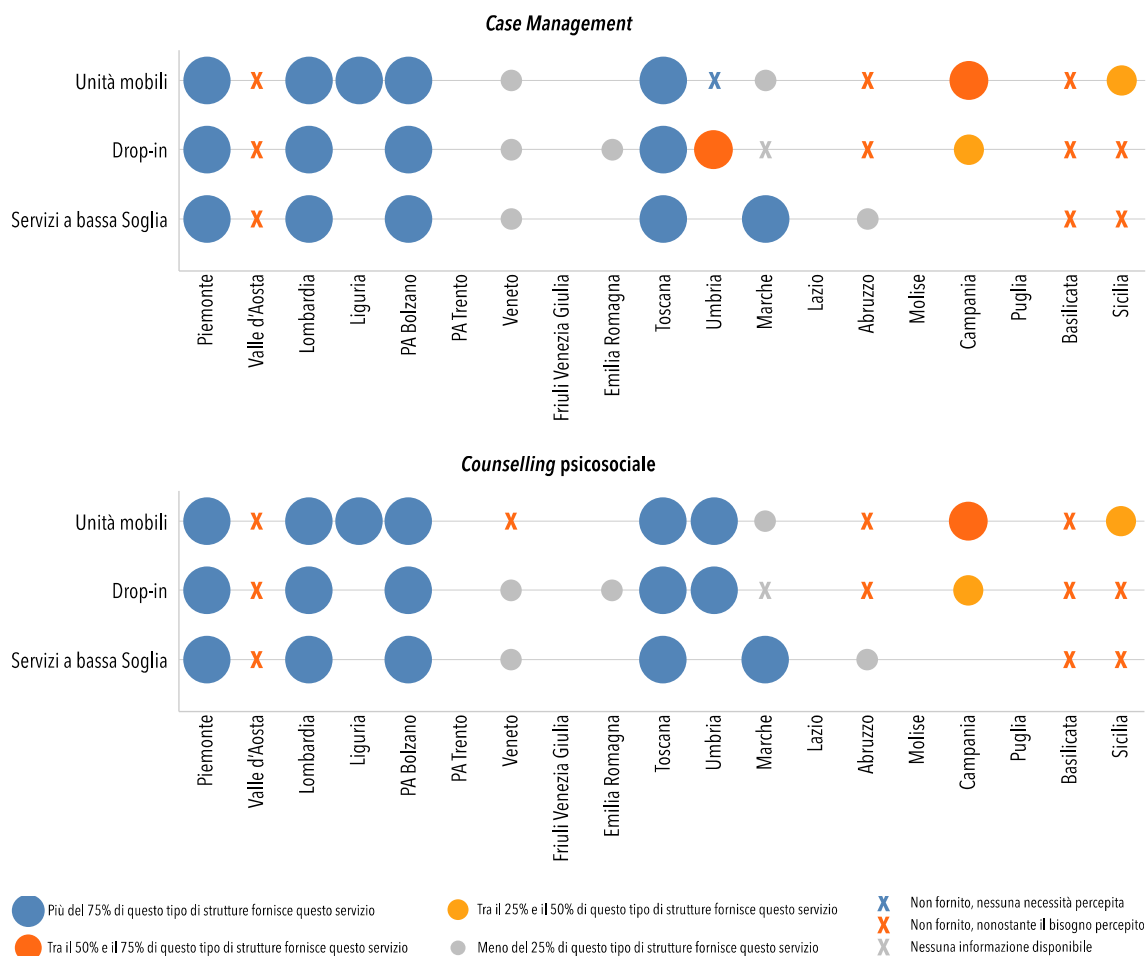 Case Management
Unità mobili
Drop-in
Servizi a bassa Soglia
Piemonte
Valle d'Aosta
Lombardia
Liguria
PA Bolzano
PA Trento
Veneto
Friuli Venezia Giulia
Emilia Romagna
Toscana
Umbria
Marche
Lazio
Abruzzo
Molise
Campania
Puglia
Basilicata
Sicilia
Counselling psicosociale
Unità mobili
Drop-in
Servizi a bassa Soglia
Piemonte
Valle d'Aosta
Lombardia
Liguria
PA Bolzano
PA Trento
Veneto
Friuli Venezia Giulia
Emilia Romagna
Toscana
Umbria
Marche
Lazio
Abruzzo
Molise
Campania
Puglia
Basilicata
Sicilia
Più del 75% di questo tipo di strutture fornisce questo servizio
Tra il 50% e il 75% di questo tipo di strutture fornisce questo servizio
Tra il 25% e il 50% di questo tipo di strutture fornisce questo servizio
Meno del 25% di questo tipo di strutture fornisce questo servizio
X Non fornito, nessuna necessità percepita
X Non fornito, nonostante il bisogno percepito
X Nessuna informazione disponibile